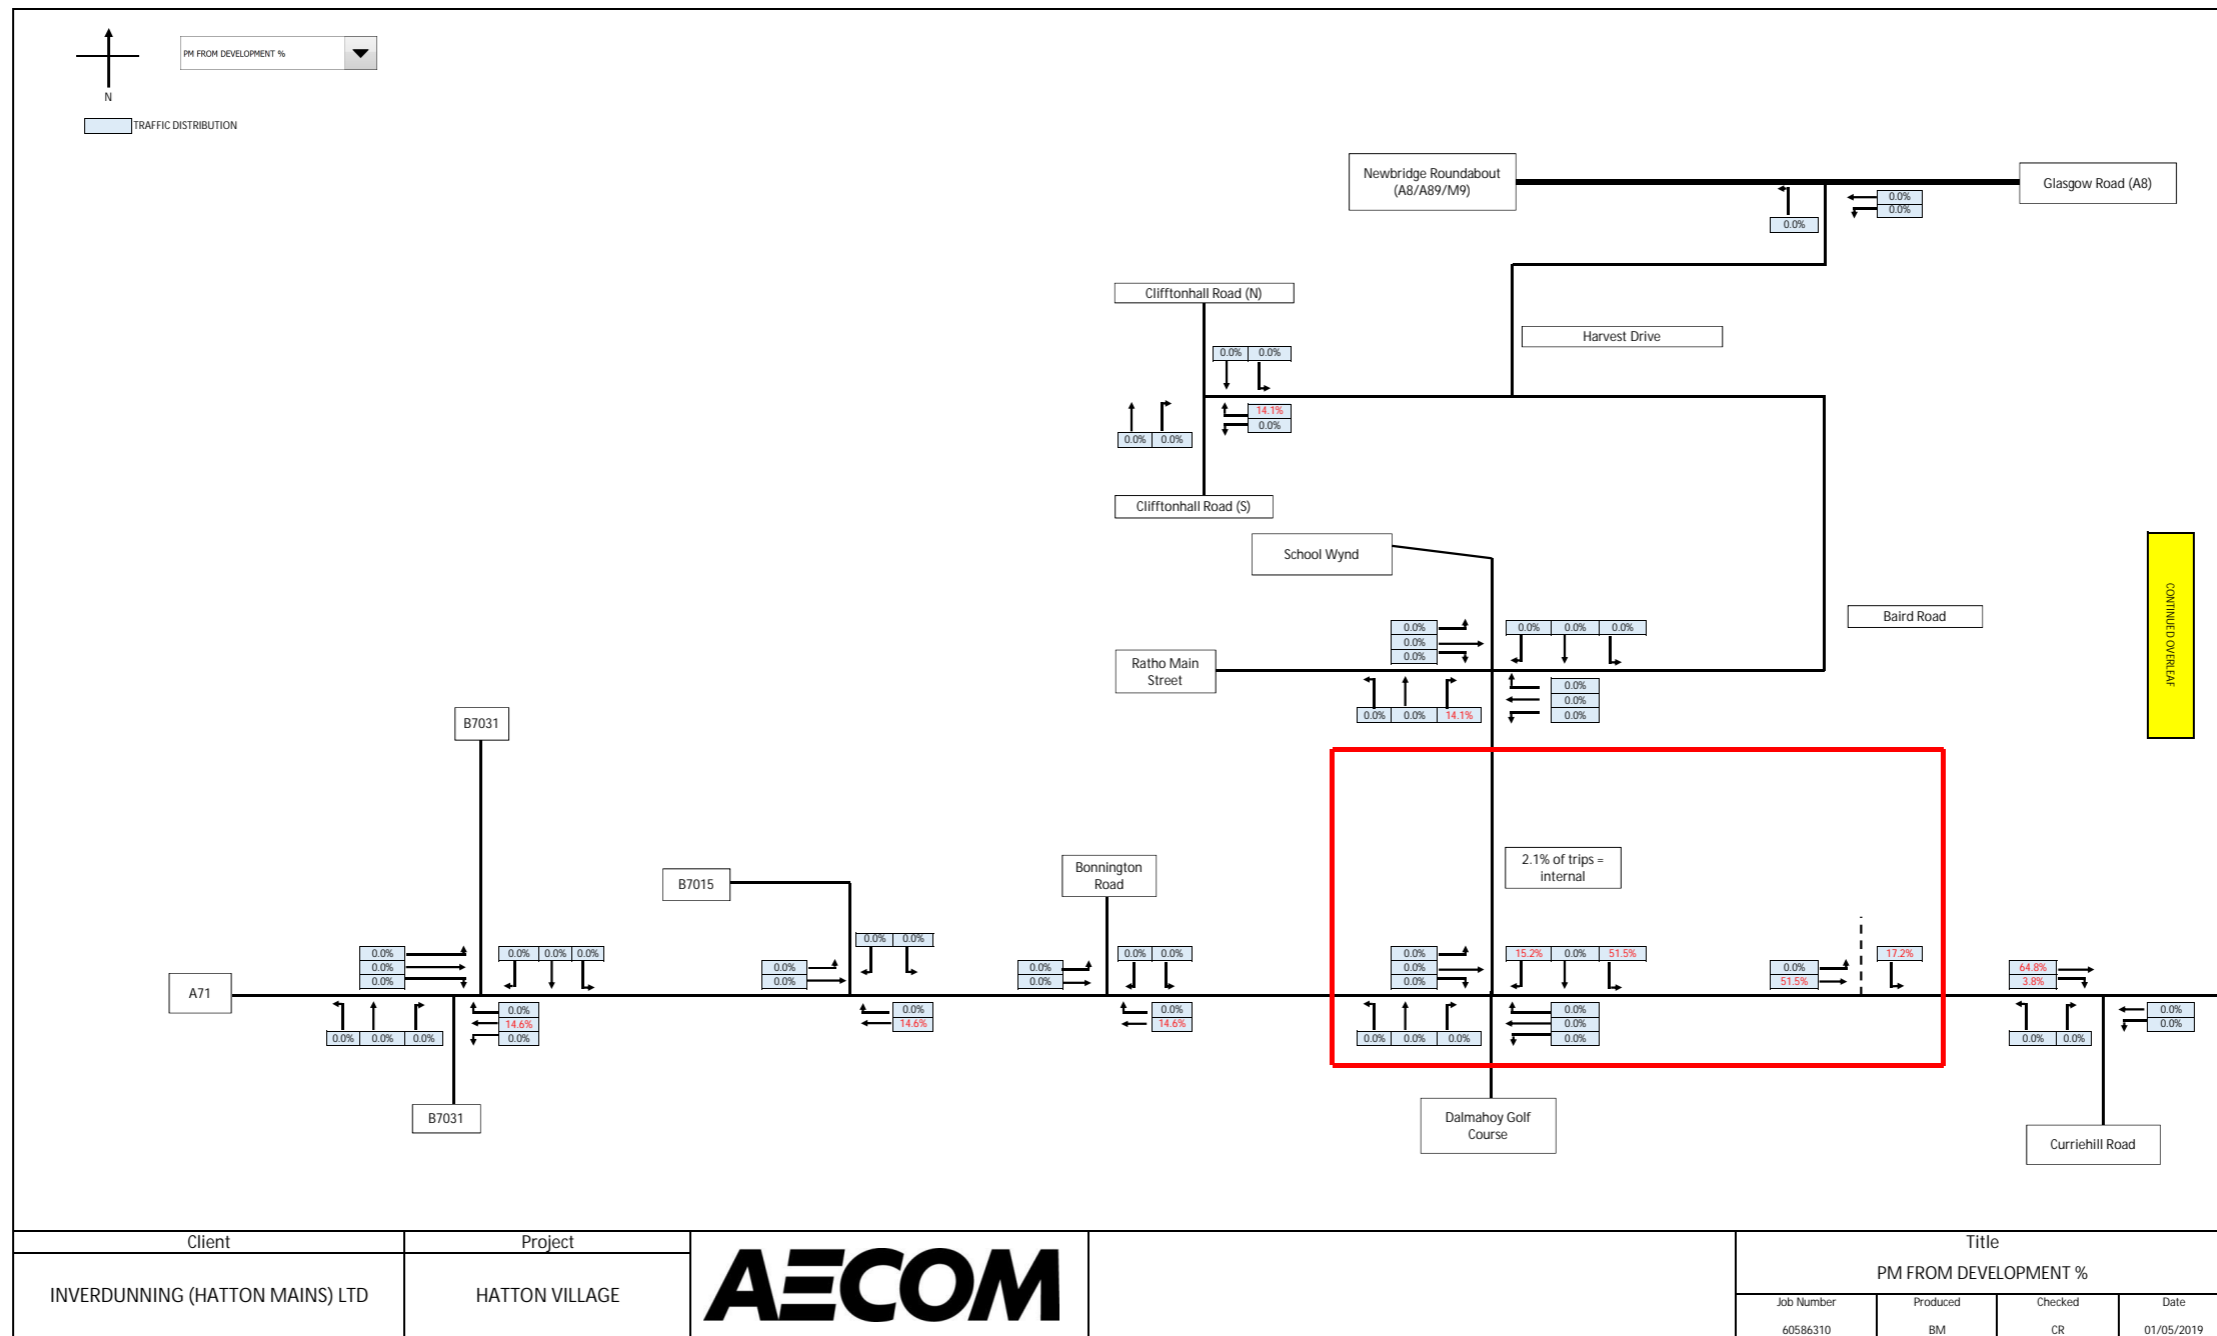 PM FROM DEVELOPMENT %
N
TRAFFIC DISTRIBUTION
Newbridge Roundabout
(A8/A89/M9)
Glasgow Road (A8)
0.0%
0.0%
0.0%
Clifftonhall Road (N)
Harvest Drive
0.0% 0.0%
14.1%
0.0%
0.0% 0.0%
Clifftonhall Road (S)
School Wynd
CONTINUED OVERLEAF
Baird Road
0.0%
0.0%
0.0%
0.0% 0.0% 0.0%
Ratho Main
Street
0.0%
0.0%
0.0%
0.0% 0.0% 14.1%
B7031
2.1% of trips =
internal
Bonnington
Road
B7015
0.0%
0.0%
0.0%
0.0% 0.0% 0.0%
0.0% 0.0%
0.0%
0.0%
0.0%
0.0%
0.0% 0.0%
0.0%
0.0%
0.0%
15.2% 0.0% 51.5%
0.0%
51.5%
17.2%
64.8%
3.8%
A71
0.0% 0.0% 0.0%
0.0%
14.6%
0.0%
0.0%
14.6%
0.0%
14.6%
0.0% 0.0% 0.0%
0.0%
0.0%
0.0%
0.0% 0.0%
0.0%
0.0%
B7031
Dalmahoy Golf
Course
Curriehill Road
Client
Project
Title
INVERDUNNING (HATTON MAINS) LTD
HATTON VILLAGE
AECOM
PM FROM DEVELOPMENT %
Job Number Produced Checked Date
60586310 BM CR 01/05/2019